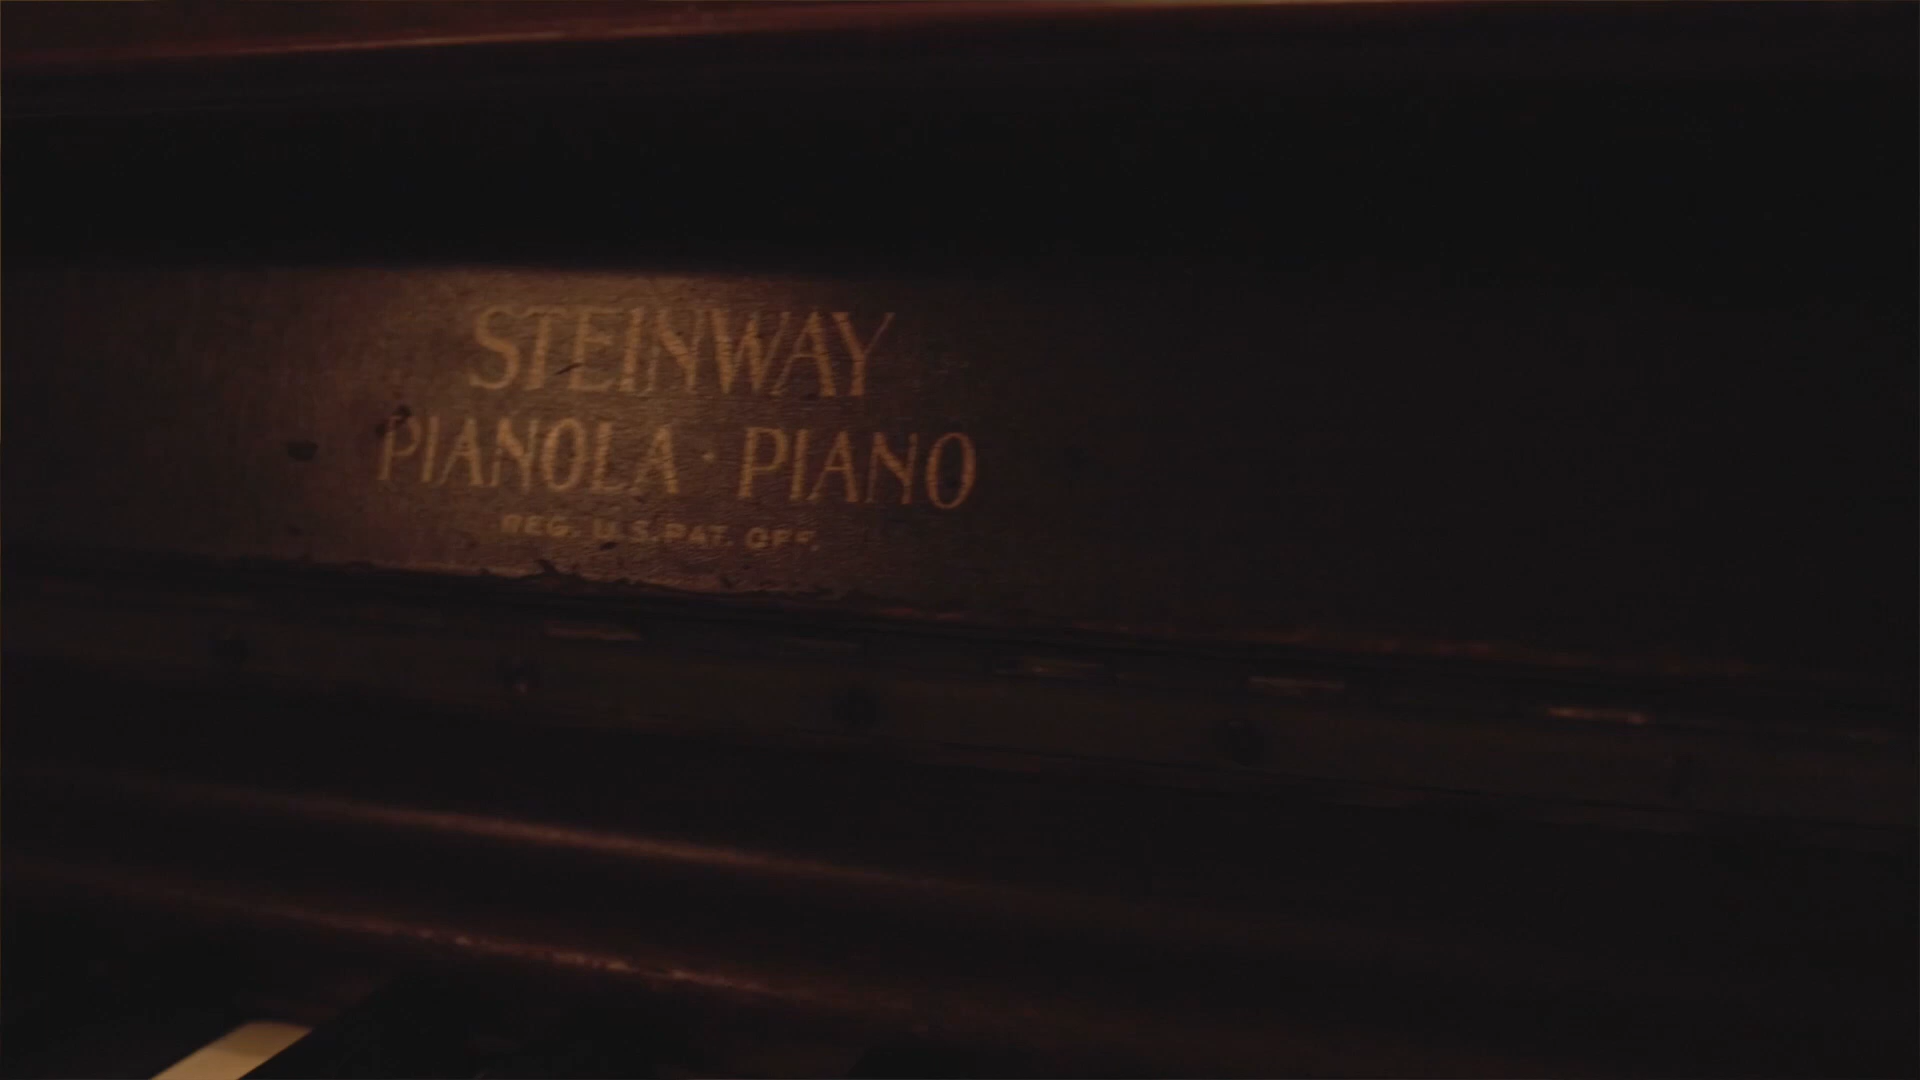 STEINWAY
PIANOLA · PIANO
REG. U.S. PAT. OFF.